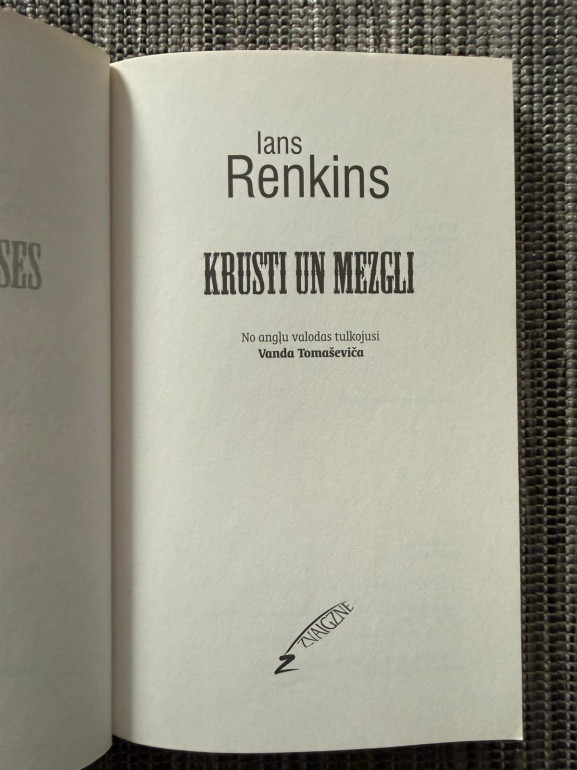 SES
Ians
Renkins
KRUSTI UN MEZGLI
No angļu valodas tulkojusi
Vanda Tomaševiča
ZVAIGZNE
Z